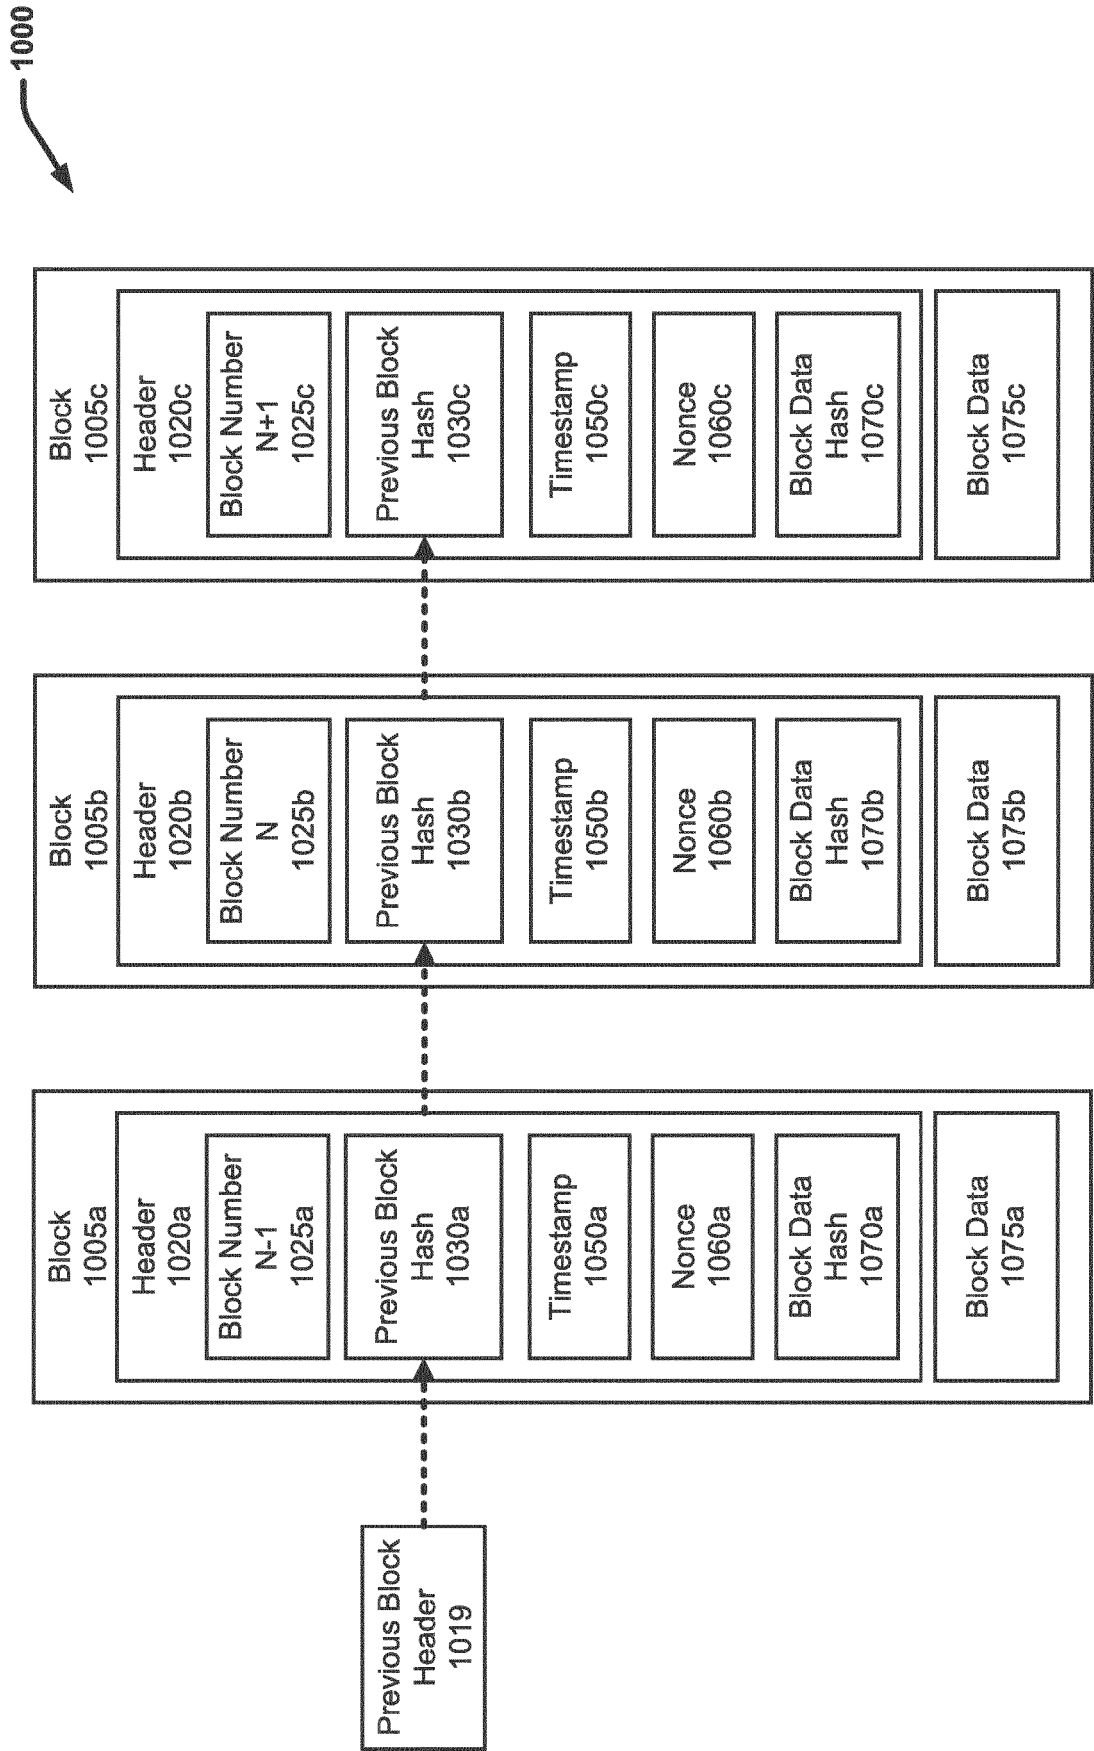 1000
Previous Block
Header
1019
Block
1005a
Header
1020a
Block Number
N-1
1025a
Previous Block
Hash
1030a
Timestamp
1050a
Nonce
1060a
Block Data
Hash
1070a
Block Data
1075a
Block
1005b
Header
1020b
Block Number
N
1025b
Previous Block
Hash
1030b
Timestamp
1050b
Nonce
1060b
Block Data
Hash
1070b
Block Data
1075b
Block
1005c
Header
1020c
Block Number
N+1
1025c
Previous Block
Hash
1030c
Timestamp
1050c
Nonce
1060c
Block Data
Hash
1070c
Block Data
1075c